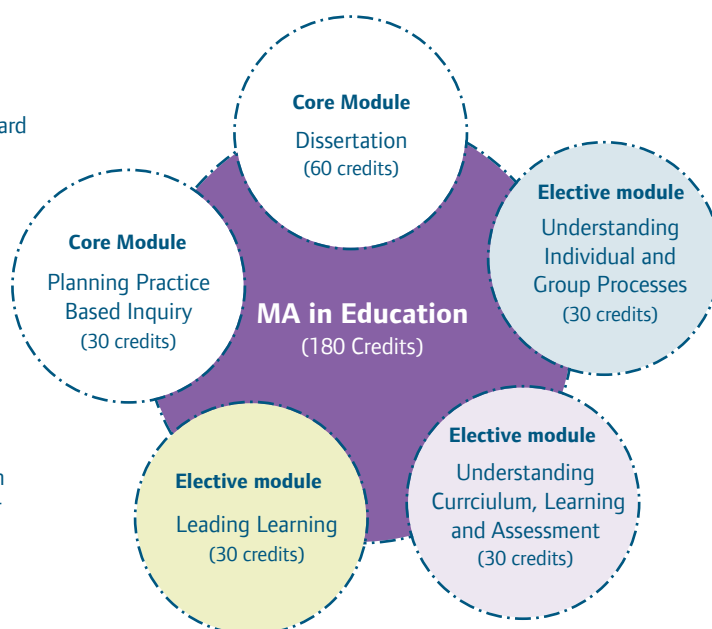 ard
Core Module
Dissertation
(60 credits)
Elective module
Understanding
Individual and
Group Processes
(30 credits)
Core Module
Planning Practice
Based Inquiry
(30 credits)
MA in Education
(180 Credits)
Elective module
Understanding
Currciulum, Learning
and Assessment
(30 credits)
Elective module
Leading Learning
(30 credits)